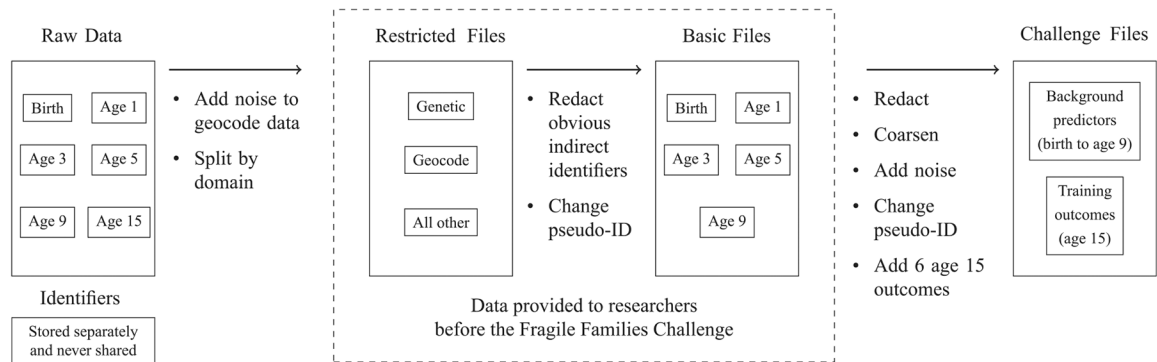 Raw Data
Birth
Age 1
Age 3
Age 5
Age 9
Age 15
Identifiers
Stored separately
and never shared
• Add noise to
geocode data
• Split by
domain
Restricted Files
Genetic
Geocode
All other
• Redact
obvious
indirect
identifiers
• Change
pseudo-ID
Basic Files
Birth
Age 1
Age 3
Age 5
Age 9
Data provided to researchers
before the Fragile Families Challenge
• Redact
• Coarsen
• Add noise
• Change
pseudo-ID
• Add 6 age 15
outcomes
Challenge Files
Background
predictors
(birth to age 9)
Training
outcomes
(age 15)